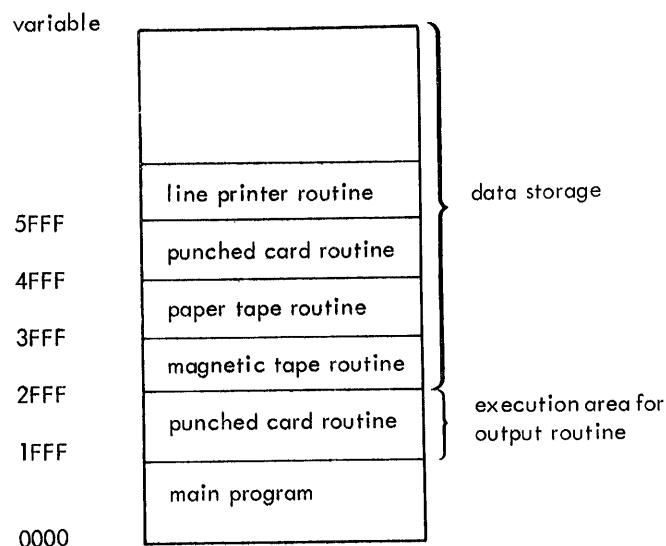 variable
line printer routine
data storage
5FFF
punched card routine
4FFF
paper tape routine
3FFF
magnetic tape routine
2FFF
punched card routine
execution area for
output routine
1FFF
main program
0000